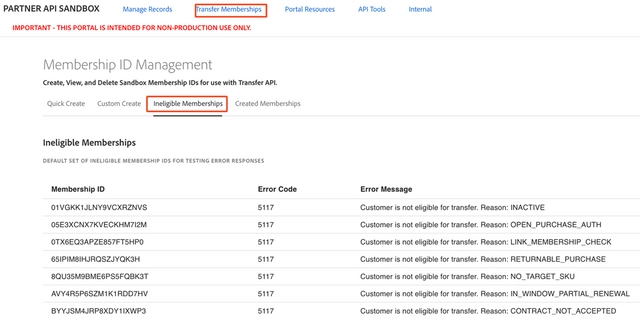 PARTNER API SANDBOX Manage Records Transfer Memberships Portal Resources API Tools Internal
IMPORTANT - THIS PORTAL IS INTENDED FOR NON-PRODUCTION USE ONLY.
Membership ID Management
Create, View, and Delete Sandbox Membership IDs for use with Transfer API.
Quick Create Custom Create Ineligible Memberships Created Memberships
Ineligible Memberships
DEFAULT SET OF INELIGIBLE MEMBERSHIP IDS FOR TESTING ERROR RESPONSES
Membership ID Error Code Error Message
01VGKK1JLNY9VCXRZNVS 5117 Customer is not eligible for transfer. Reason: INACTIVE
05E3XCNX7KVECKHM7I2M 5117 Customer is not eligible for transfer. Reason: OPEN_PURCHASE_AUTH
0TX6EQ3APZE857FT5HP0 5117 Customer is not eligible for transfer. Reason: LINK_MEMBERSHIP_CHECK
65IPIM8IHJRQSZJYQK3H 5117 Customer is not eligible for transfer. Reason: RETURNABLE_PURCHASE
8QU35M9BME6PS5FQBK3T 5117 Customer is not eligible for transfer. Reason: NO_TARGET_SKU
AVY4R5P6SZM1K1RDD7HV 5117 Customer is not eligible for transfer. Reason: IN_WINDOW_PARTIAL_RENEWAL
BYYJSM4JRP8XDY1IXWP3 5117 Customer is not eligible for transfer. Reason: CONTRACT_NOT_ACCEPTED